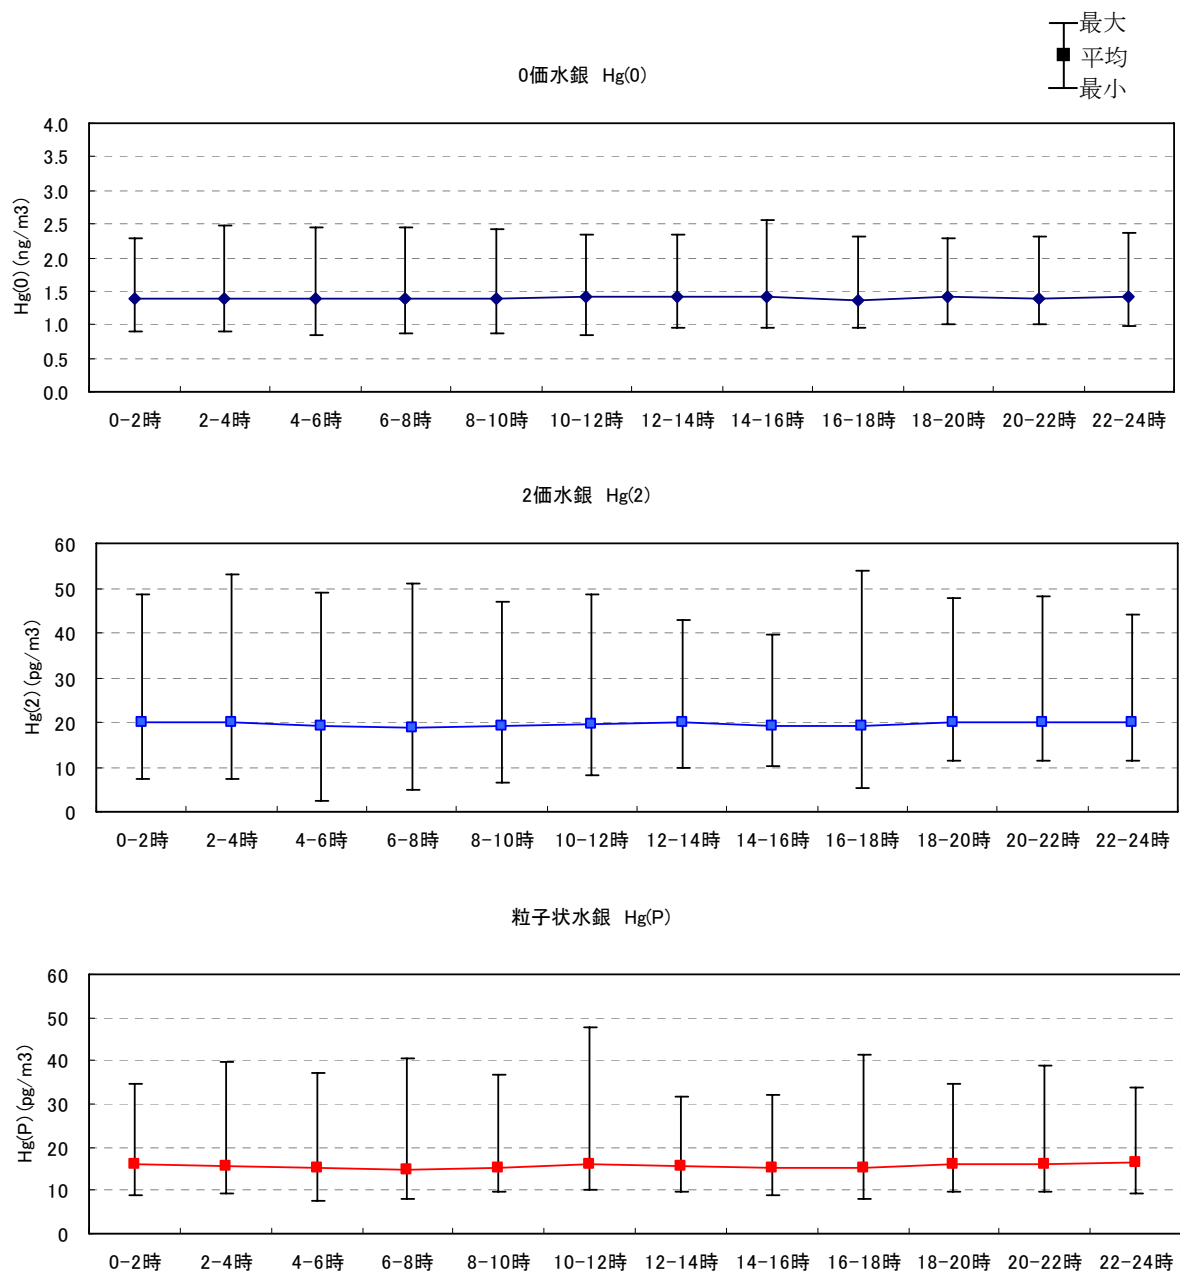 最大
平均
最小
0価水銀 Hg(0)
Hg(0) (ng/m3)
4.0
3.5
3.0
2.5
2.0
1.5
1.0
0.5
0.0
0-2時 2-4時 4-6時 6-8時 8-10時 10-12時 12-14時 14-16時 16-18時 18-20時 20-22時 22-24時
2価水銀 Hg(2)
Hg(2) (pg/m3)
60
50
40
30
20
10
0
0-2時 2-4時 4-6時 6-8時 8-10時 10-12時 12-14時 14-16時 16-18時 18-20時 20-22時 22-24時
粒子状水銀 Hg(P)
Hg(P) (pg/m3)
60
50
40
30
20
10
0
0-2時 2-4時 4-6時 6-8時 8-10時 10-12時 12-14時 14-16時 16-18時 18-20時 20-22時 22-24時